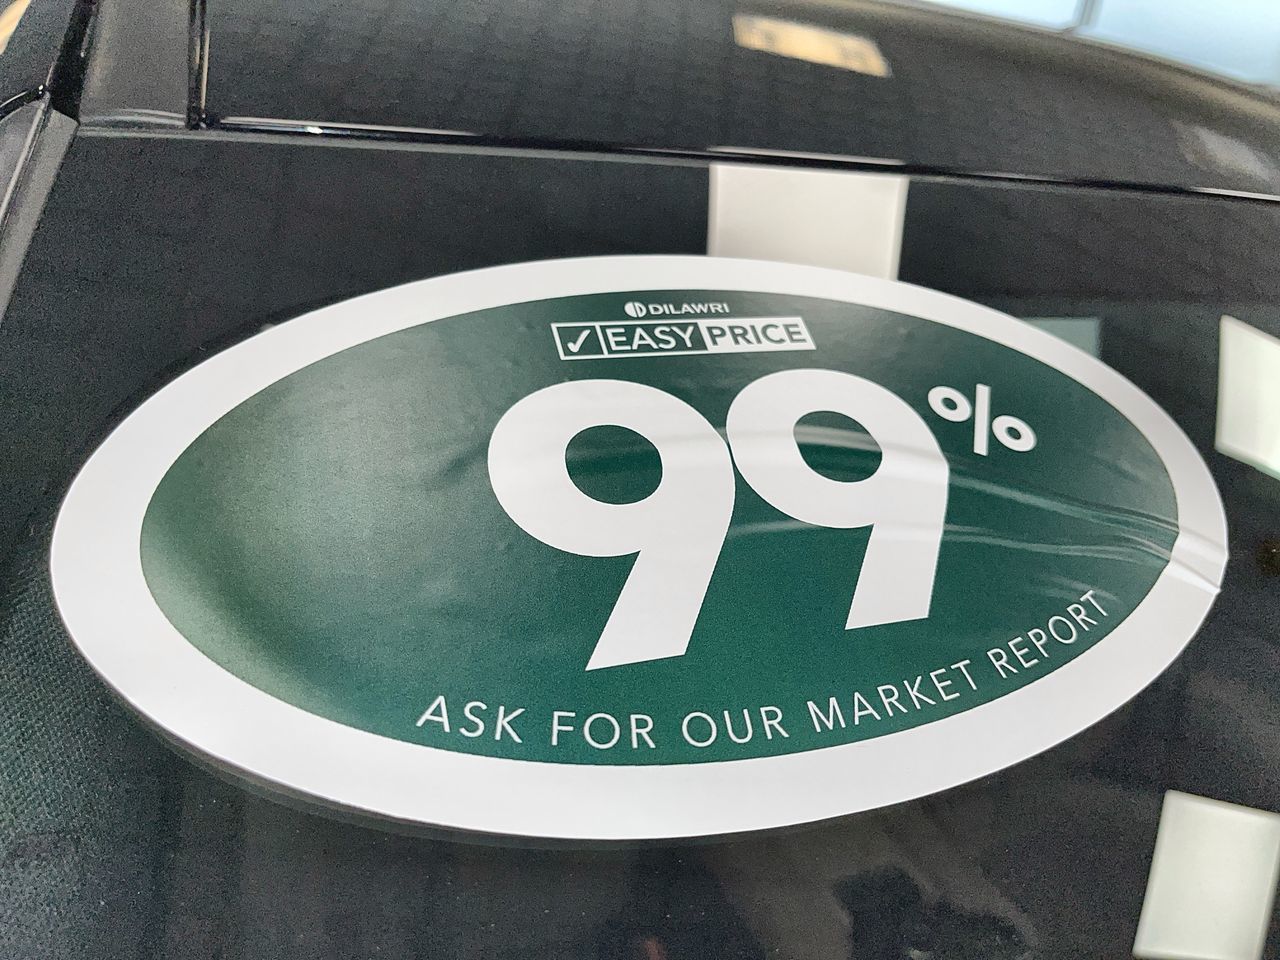 DILAWRI
✓ EASY PRICE
99%
ASK FOR OUR MARKET REPORT